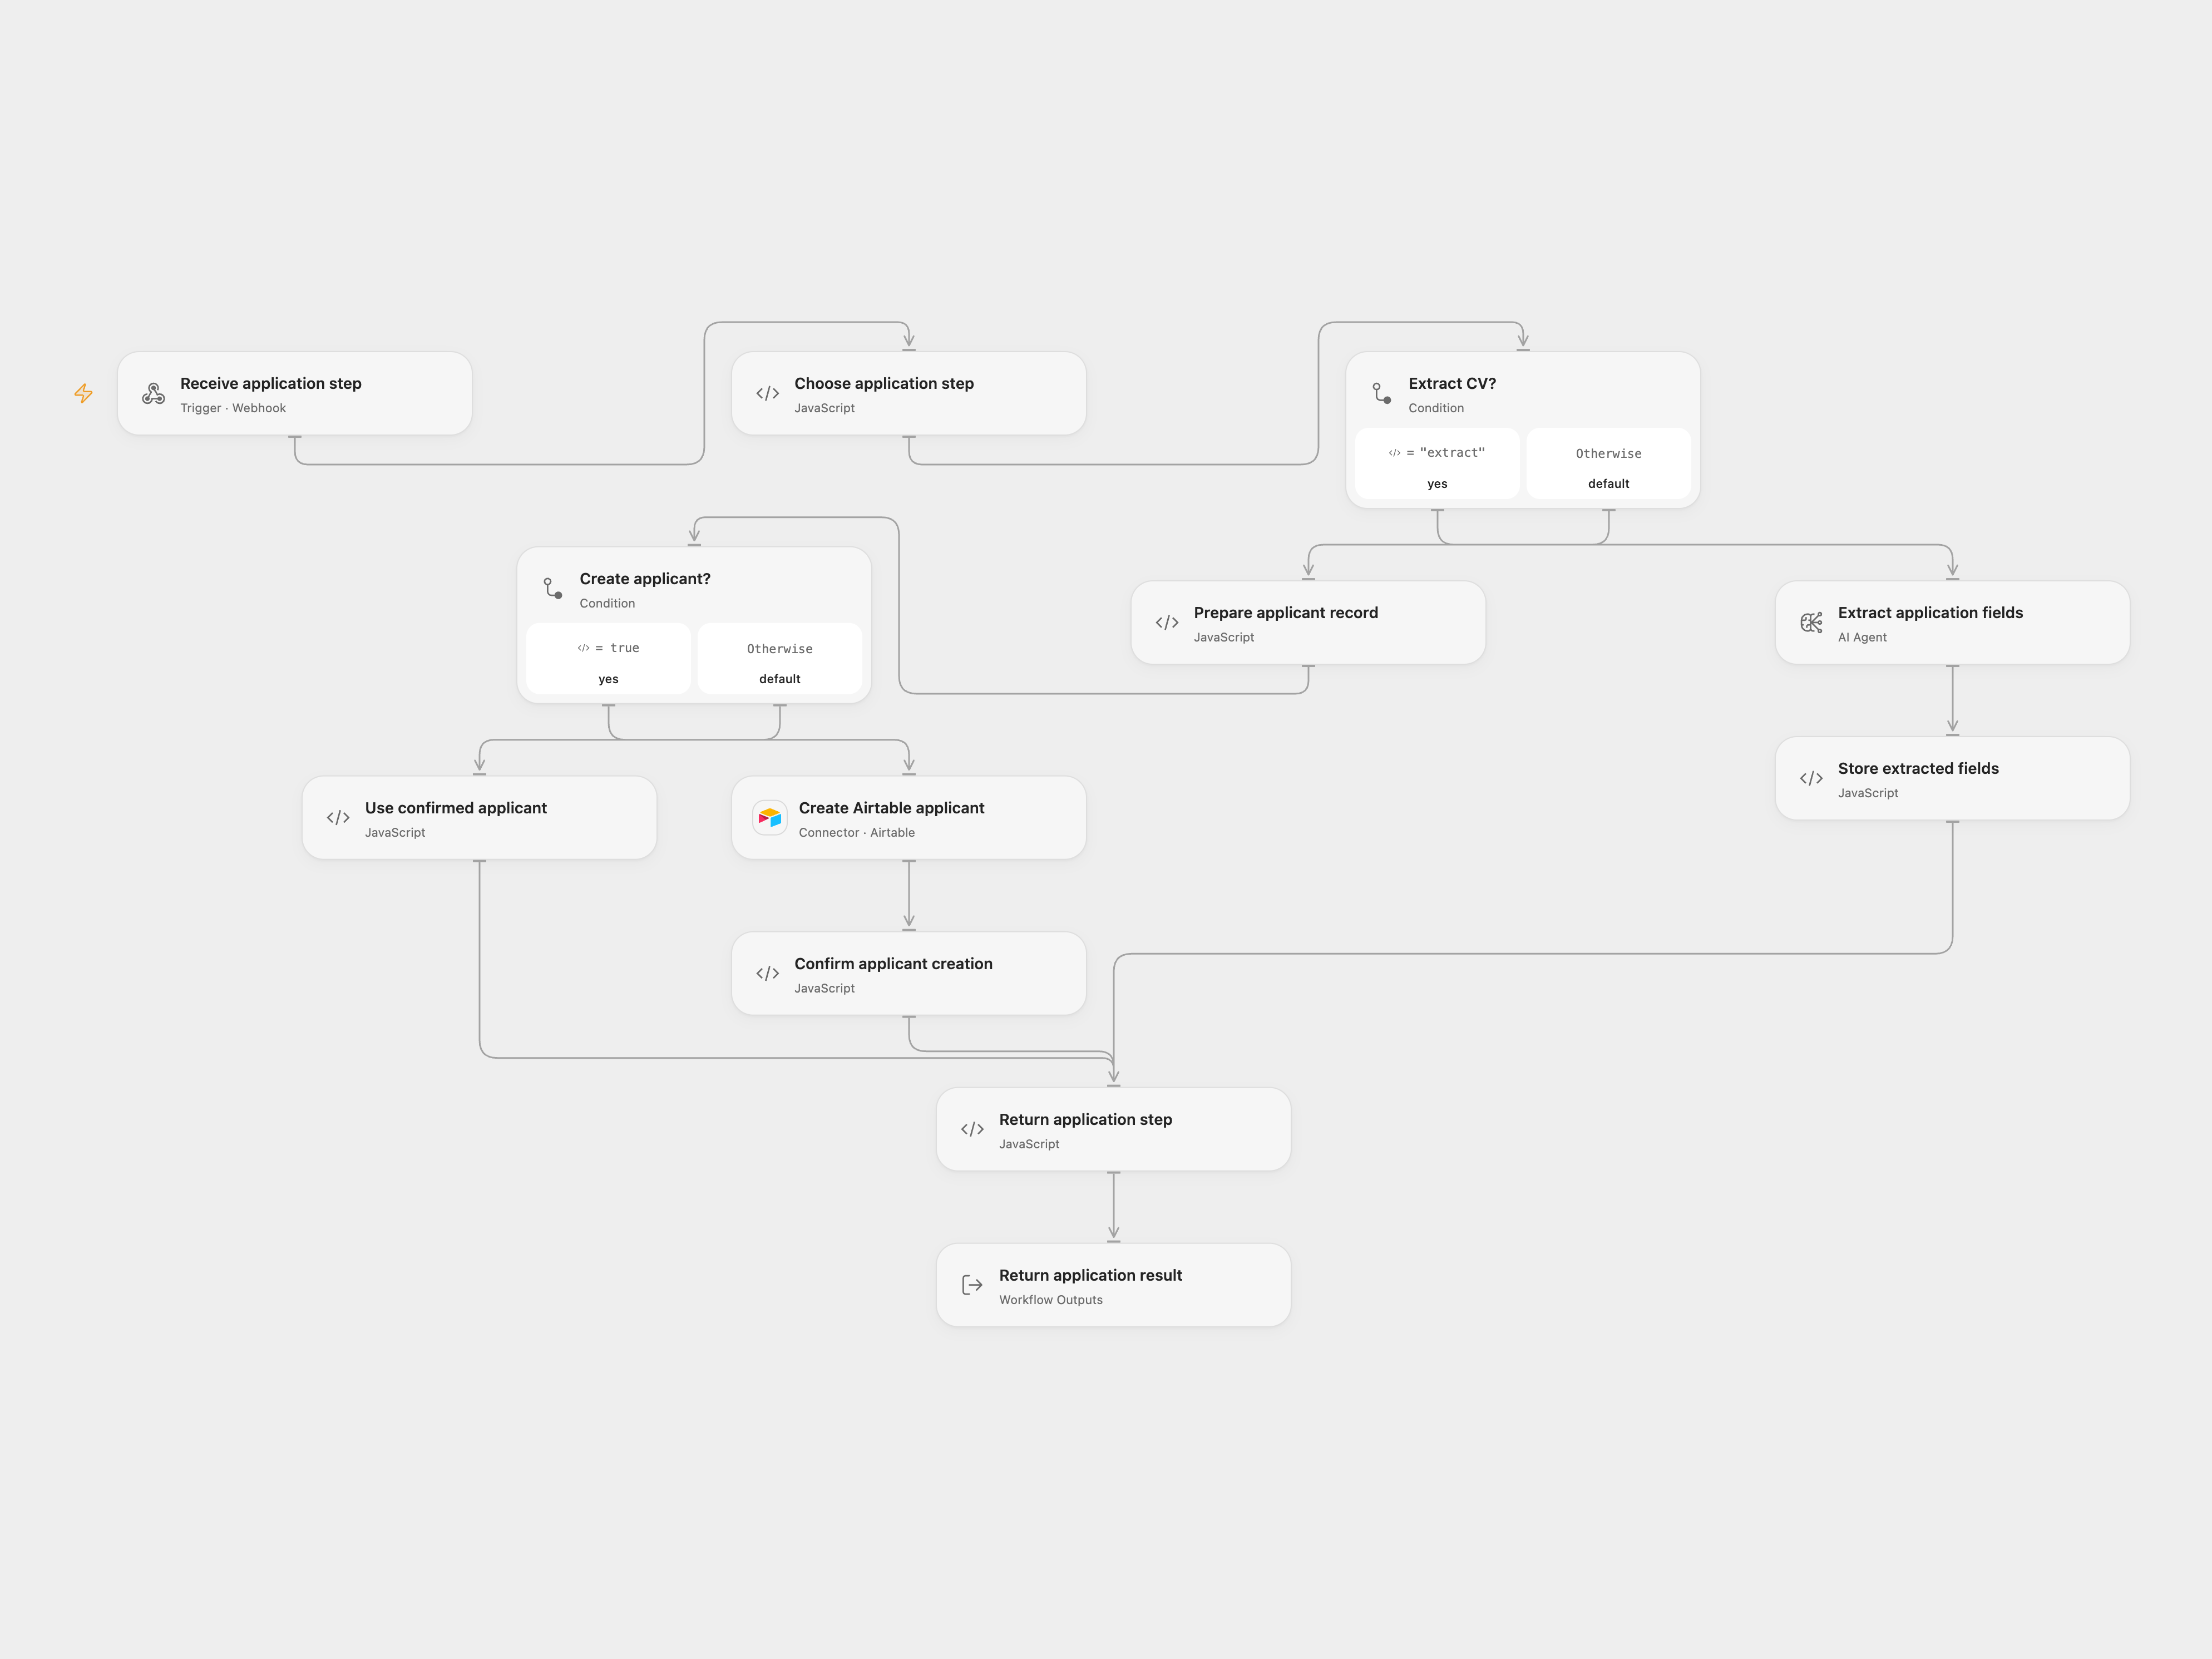 Receive application step
Trigger · Webhook
Choose application step
JavaScript
Extract CV?
Condition
</> = "extract"
yes
Otherwise
default
Create applicant?
Condition
</> = true
yes
Otherwise
default
Prepare applicant record
JavaScript
Extract application fields
AI Agent
Store extracted fields
JavaScript
Use confirmed applicant
JavaScript
Create Airtable applicant
Connector · Airtable
Confirm applicant creation
JavaScript
Return application step
JavaScript
Return application result
Workflow Outputs